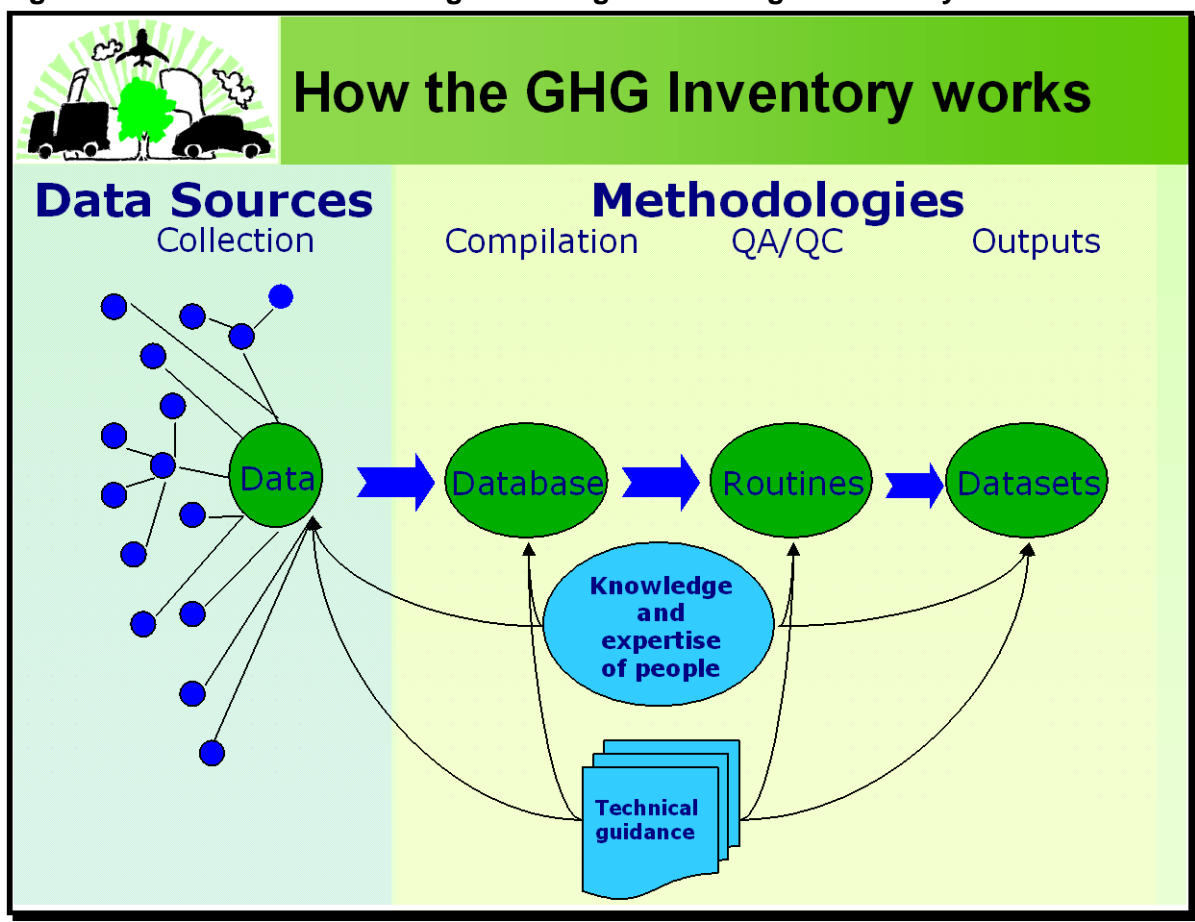 How the GHG Inventory works
Data Sources
Methodologies
Collection
Compilation
QA/QC
Outputs
Data
Database
Routines
Datasets
Knowledge
and
expertise
of people
Technical
guidance